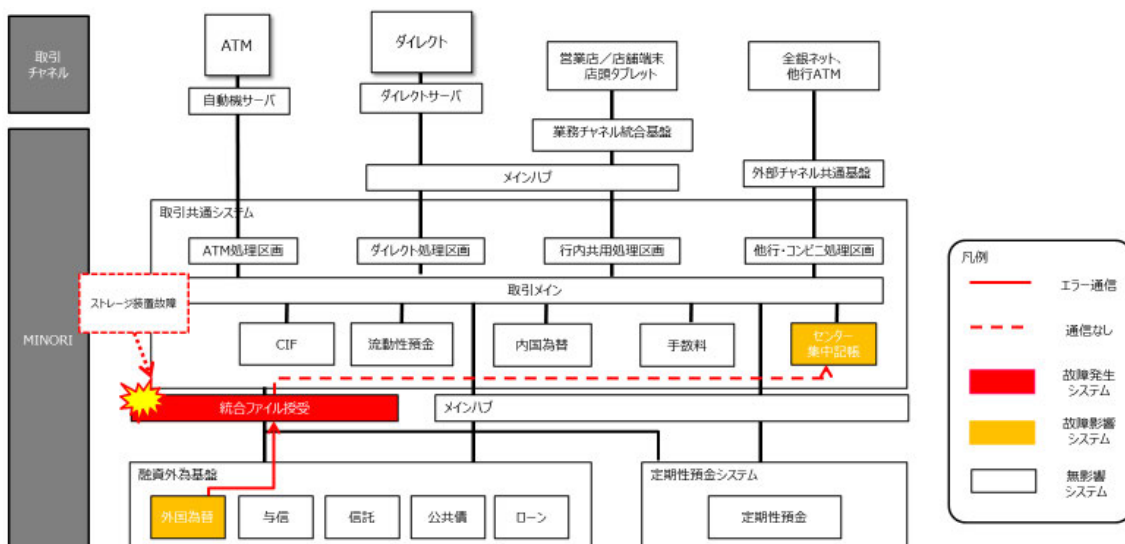 取引
チャネル
ATM
ダイレクト
営業店／店舗端末
店頭タブレット
全銀ネット、
他行ATM
自動機サーバ
ダイレクトサーバ
業務チャネル統合基盤
メインハブ
外部チャネル共通基盤
MINORI
取引共通システム
ATM処理区画
ダイレクト処理区画
行内共用処理区画
他行・コンビニ処理区画
取引メイン
ストレージ装置故障
CIF
流動性預金
内国為替
手数料
センター
集中記帳
統合ファイル授受
メインハブ
融資外為基盤
外国為替
与信
信託
公共債
ローン
定期性預金システム
定期性預金
凡例
エラー通信
通信なし
故障発生
システム
故障影響
システム
無影響
システム